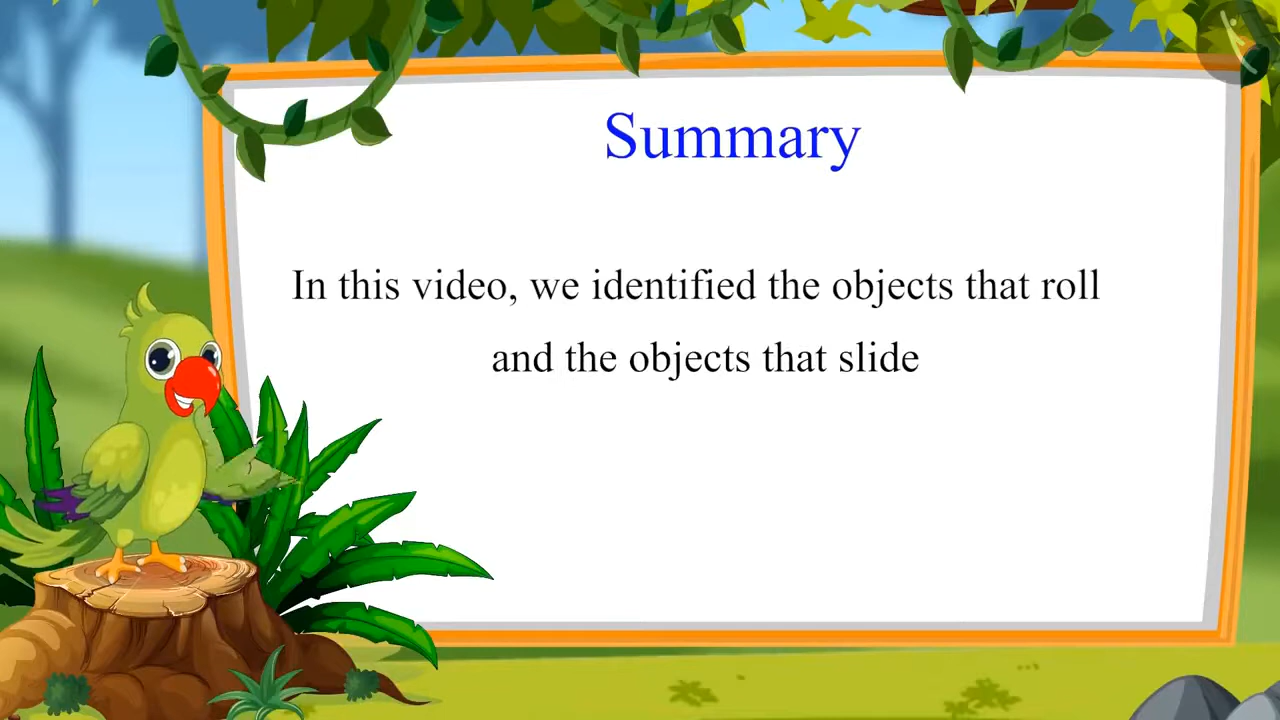 Summary
In this video, we identified the objects that roll
and the objects that slide